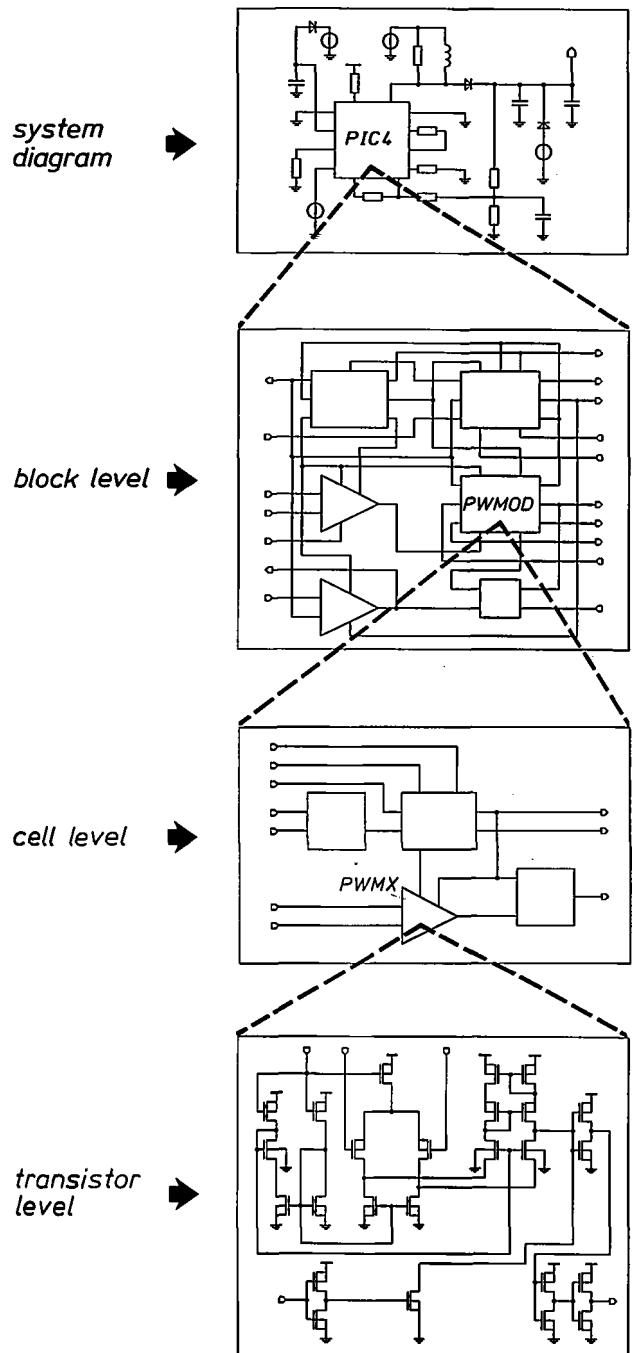 system
diagram
PIC4
block level
PWMOD
cell level
PWMX
transistor
level